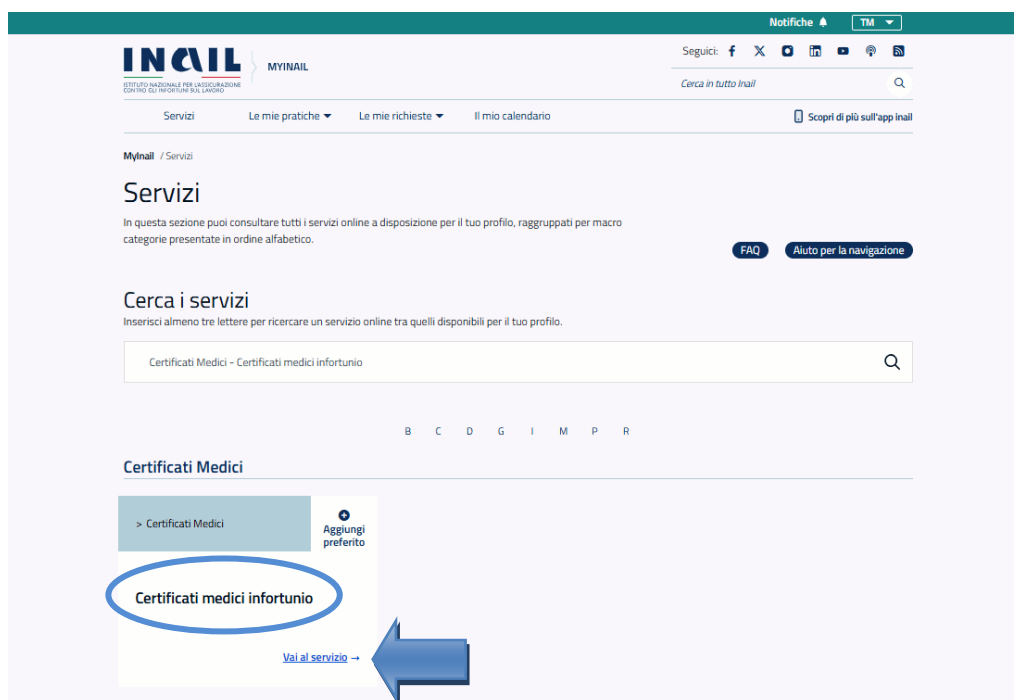 Notifiche
TM
INAIL
ISTITUTO NAZIONALE PER L'ASSICURAZIONE
CONTRO GLI INFORTUNI SUL LAVORO
MYINAIL
Seguici:
Cerca in tutto Inail
Servizi Le mie pratiche Le mie richieste Il mio calendario Scopri di più sull'app inail
MyInail / Servizi
Servizi
In questa sezione puoi consultare tutti i servizi online a disposizione per il tuo profilo, raggruppati per macro
categorie presentate in ordine alfabetico.
FAQ Aiuto per la navigazione
Cerca i servizi
Inserisci almeno tre lettere per ricercare un servizio online tra quelli disponibili per il tuo profilo.
Certificati Medici - Certificati medici infortunio
B C D G I M P R
Certificati Medici
> Certificati Medici
Aggiungi
preferito
Certificati medici infortunio
Vai al servizio →